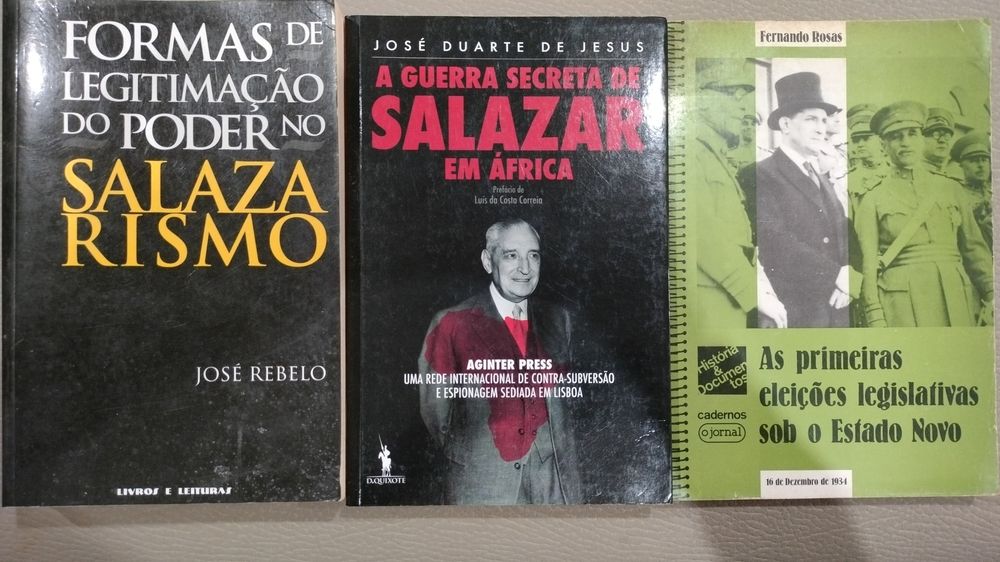 FORMAS DE
LEGITIMAÇÃO
DO PODER NO
SALAZA
RISMO
JOSÉ REBELO
LIVROS E LEITURAS
JOSÉ DUARTE DE JESUS
A GUERRA SECRETA DE
SALAZAR
EM ÁFRICA
Prefácio de
Luís da Costa Correia
AGINTER PRESS
UMA REDE INTERNACIONAL DE CONTRA-SUBVERSÃO
E ESPIONAGEM SEDIADA EM LISBOA
D.QUIXOTE
Fernando Rosas
História
& Documen
tos
cadernos
o jornal
As primeiras
eleições legislativas
sob o Estado Novo
16 de Dezembro de 1934